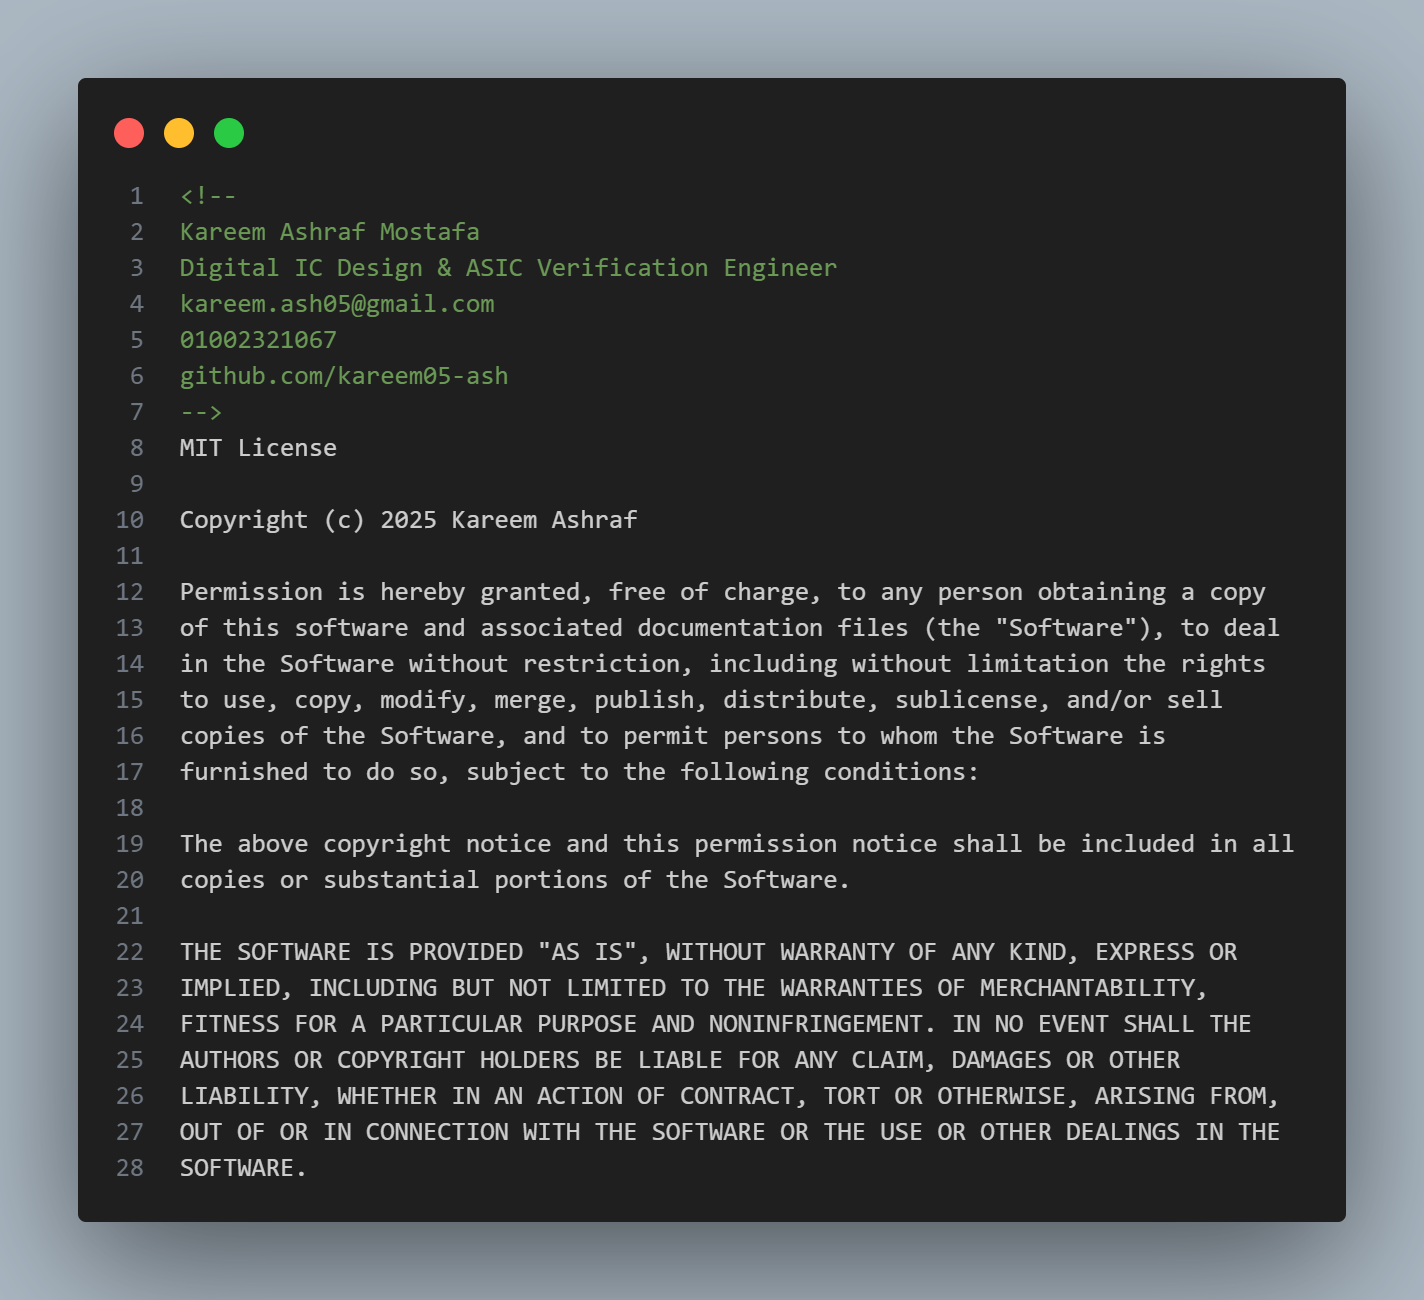 1 <!--
2 Kareem Ashraf Mostafa
3 Digital IC Design & ASIC Verification Engineer
4 kareem.ash05@gmail.com
5 01002321067
6 github.com/kareem05-ash
7 -->
8 MIT License
9
10 Copyright (c) 2025 Kareem Ashraf
11
12 Permission is hereby granted, free of charge, to any person obtaining a copy
13 of this software and associated documentation files (the "Software"), to deal
14 in the Software without restriction, including without limitation the rights
15 to use, copy, modify, merge, publish, distribute, sublicense, and/or sell
16 copies of the Software, and to permit persons to whom the Software is
17 furnished to do so, subject to the following conditions:
18
19 The above copyright notice and this permission notice shall be included in all
20 copies or substantial portions of the Software.
21
22 THE SOFTWARE IS PROVIDED "AS IS", WITHOUT WARRANTY OF ANY KIND, EXPRESS OR
23 IMPLIED, INCLUDING BUT NOT LIMITED TO THE WARRANTIES OF MERCHANTABILITY,
24 FITNESS FOR A PARTICULAR PURPOSE AND NONINFRINGEMENT. IN NO EVENT SHALL THE
25 AUTHORS OR COPYRIGHT HOLDERS BE LIABLE FOR ANY CLAIM, DAMAGES OR OTHER
26 LIABILITY, WHETHER IN AN ACTION OF CONTRACT, TORT OR OTHERWISE, ARISING FROM,
27 OUT OF OR IN CONNECTION WITH THE SOFTWARE OR THE USE OR OTHER DEALINGS IN THE
28 SOFTWARE.